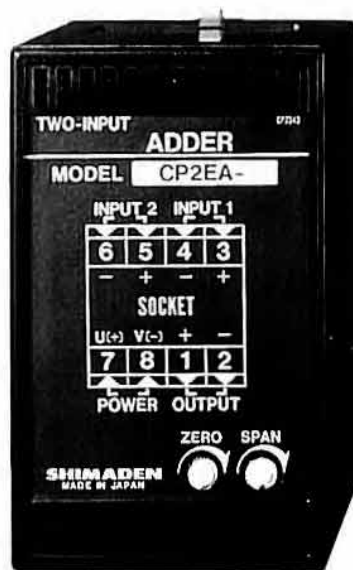 TWO-INPUT
ADDER
MODEL CP2EA-
INPUT 2 INPUT 1
6 5 4 3
− + − +
SOCKET
U(+) V(−) + −
7 8 1 2
POWER OUTPUT
ZERO SPAN
SHIMADEN
MADE IN JAPAN